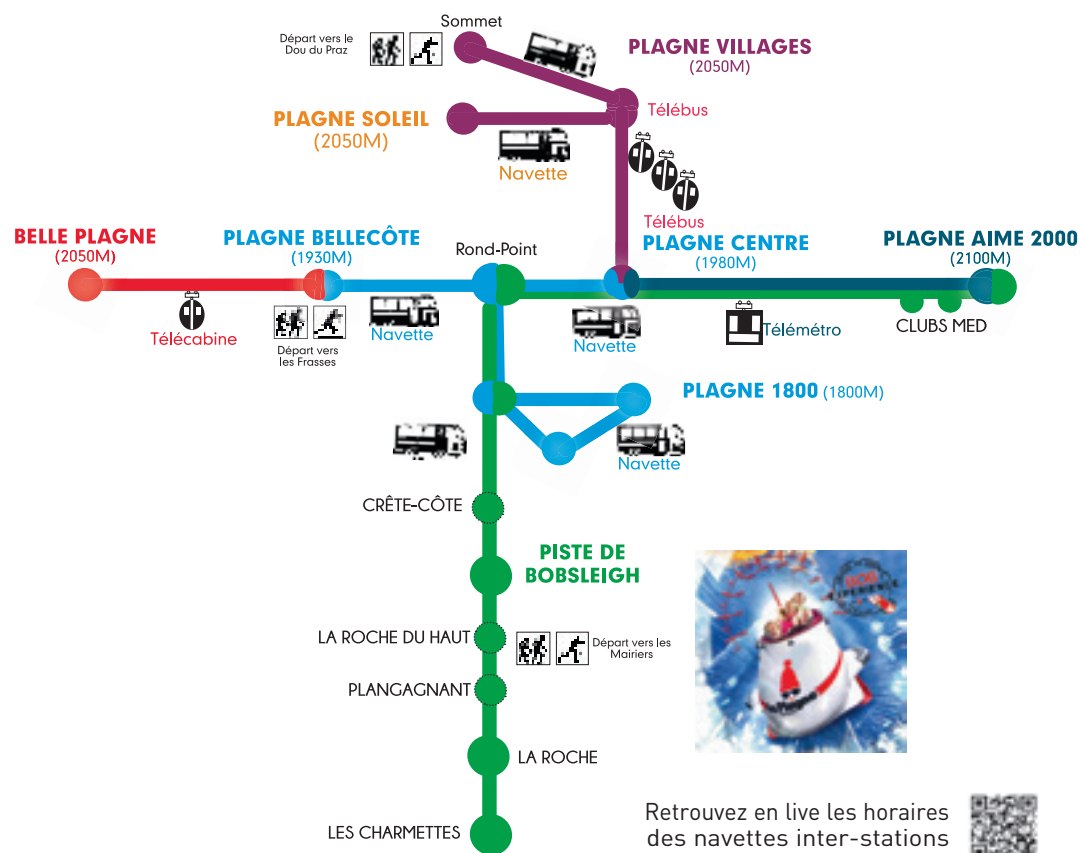 Sommet
Départ vers le
Dou du Praz
PLAGNE VILLAGES
(2050M)
Télébus
PLAGNE SOLEIL
(2050M)
Navette
Télébus
BELLE PLAGNE
(2050M)
PLAGNE BELLECÔTE
(1930M)
Rond-Point
PLAGNE CENTRE
(1980M)
PLAGNE AIME 2000
(2100M)
Télécabine
Départ vers
les Frasses
Navette
Navette
Télémétro
CLUBS MED
PLAGNE 1800 (1800M)
Navette
CRÊTE-CÔTE
PISTE DE
BOBSLEIGH
LA ROCHE DU HAUT
Départ vers les
Mairiers
PLANGAGNANT
LA ROCHE
LES CHARMETTES
BOB
EXPERIENCE
Retrouvez en live les horaires
des navettes inter-stations